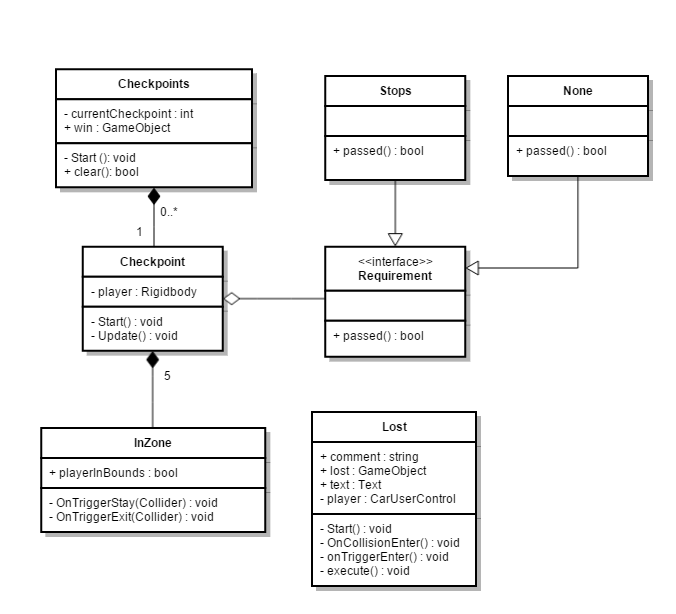 Checkpoints
- currentCheckpoint : int
+ win : GameObject
- Start (): void
+ clear(): bool
0..*
1
Stops
+ passed() : bool
None
+ passed() : bool
Checkpoint
- player : Rigidbody
- Start() : void
- Update() : void
5
<<interface>>
Requirement
+ passed() : bool
InZone
+ playerInBounds : bool
- OnTriggerStay(Collider) : void
- OnTriggerExit(Collider) : void
Lost
+ comment : string
+ lost : GameObject
+ text : Text
- player : CarUserControl
- Start() : void
- OnCollisionEnter() : void
- onTriggerEnter() : void
- execute() : void